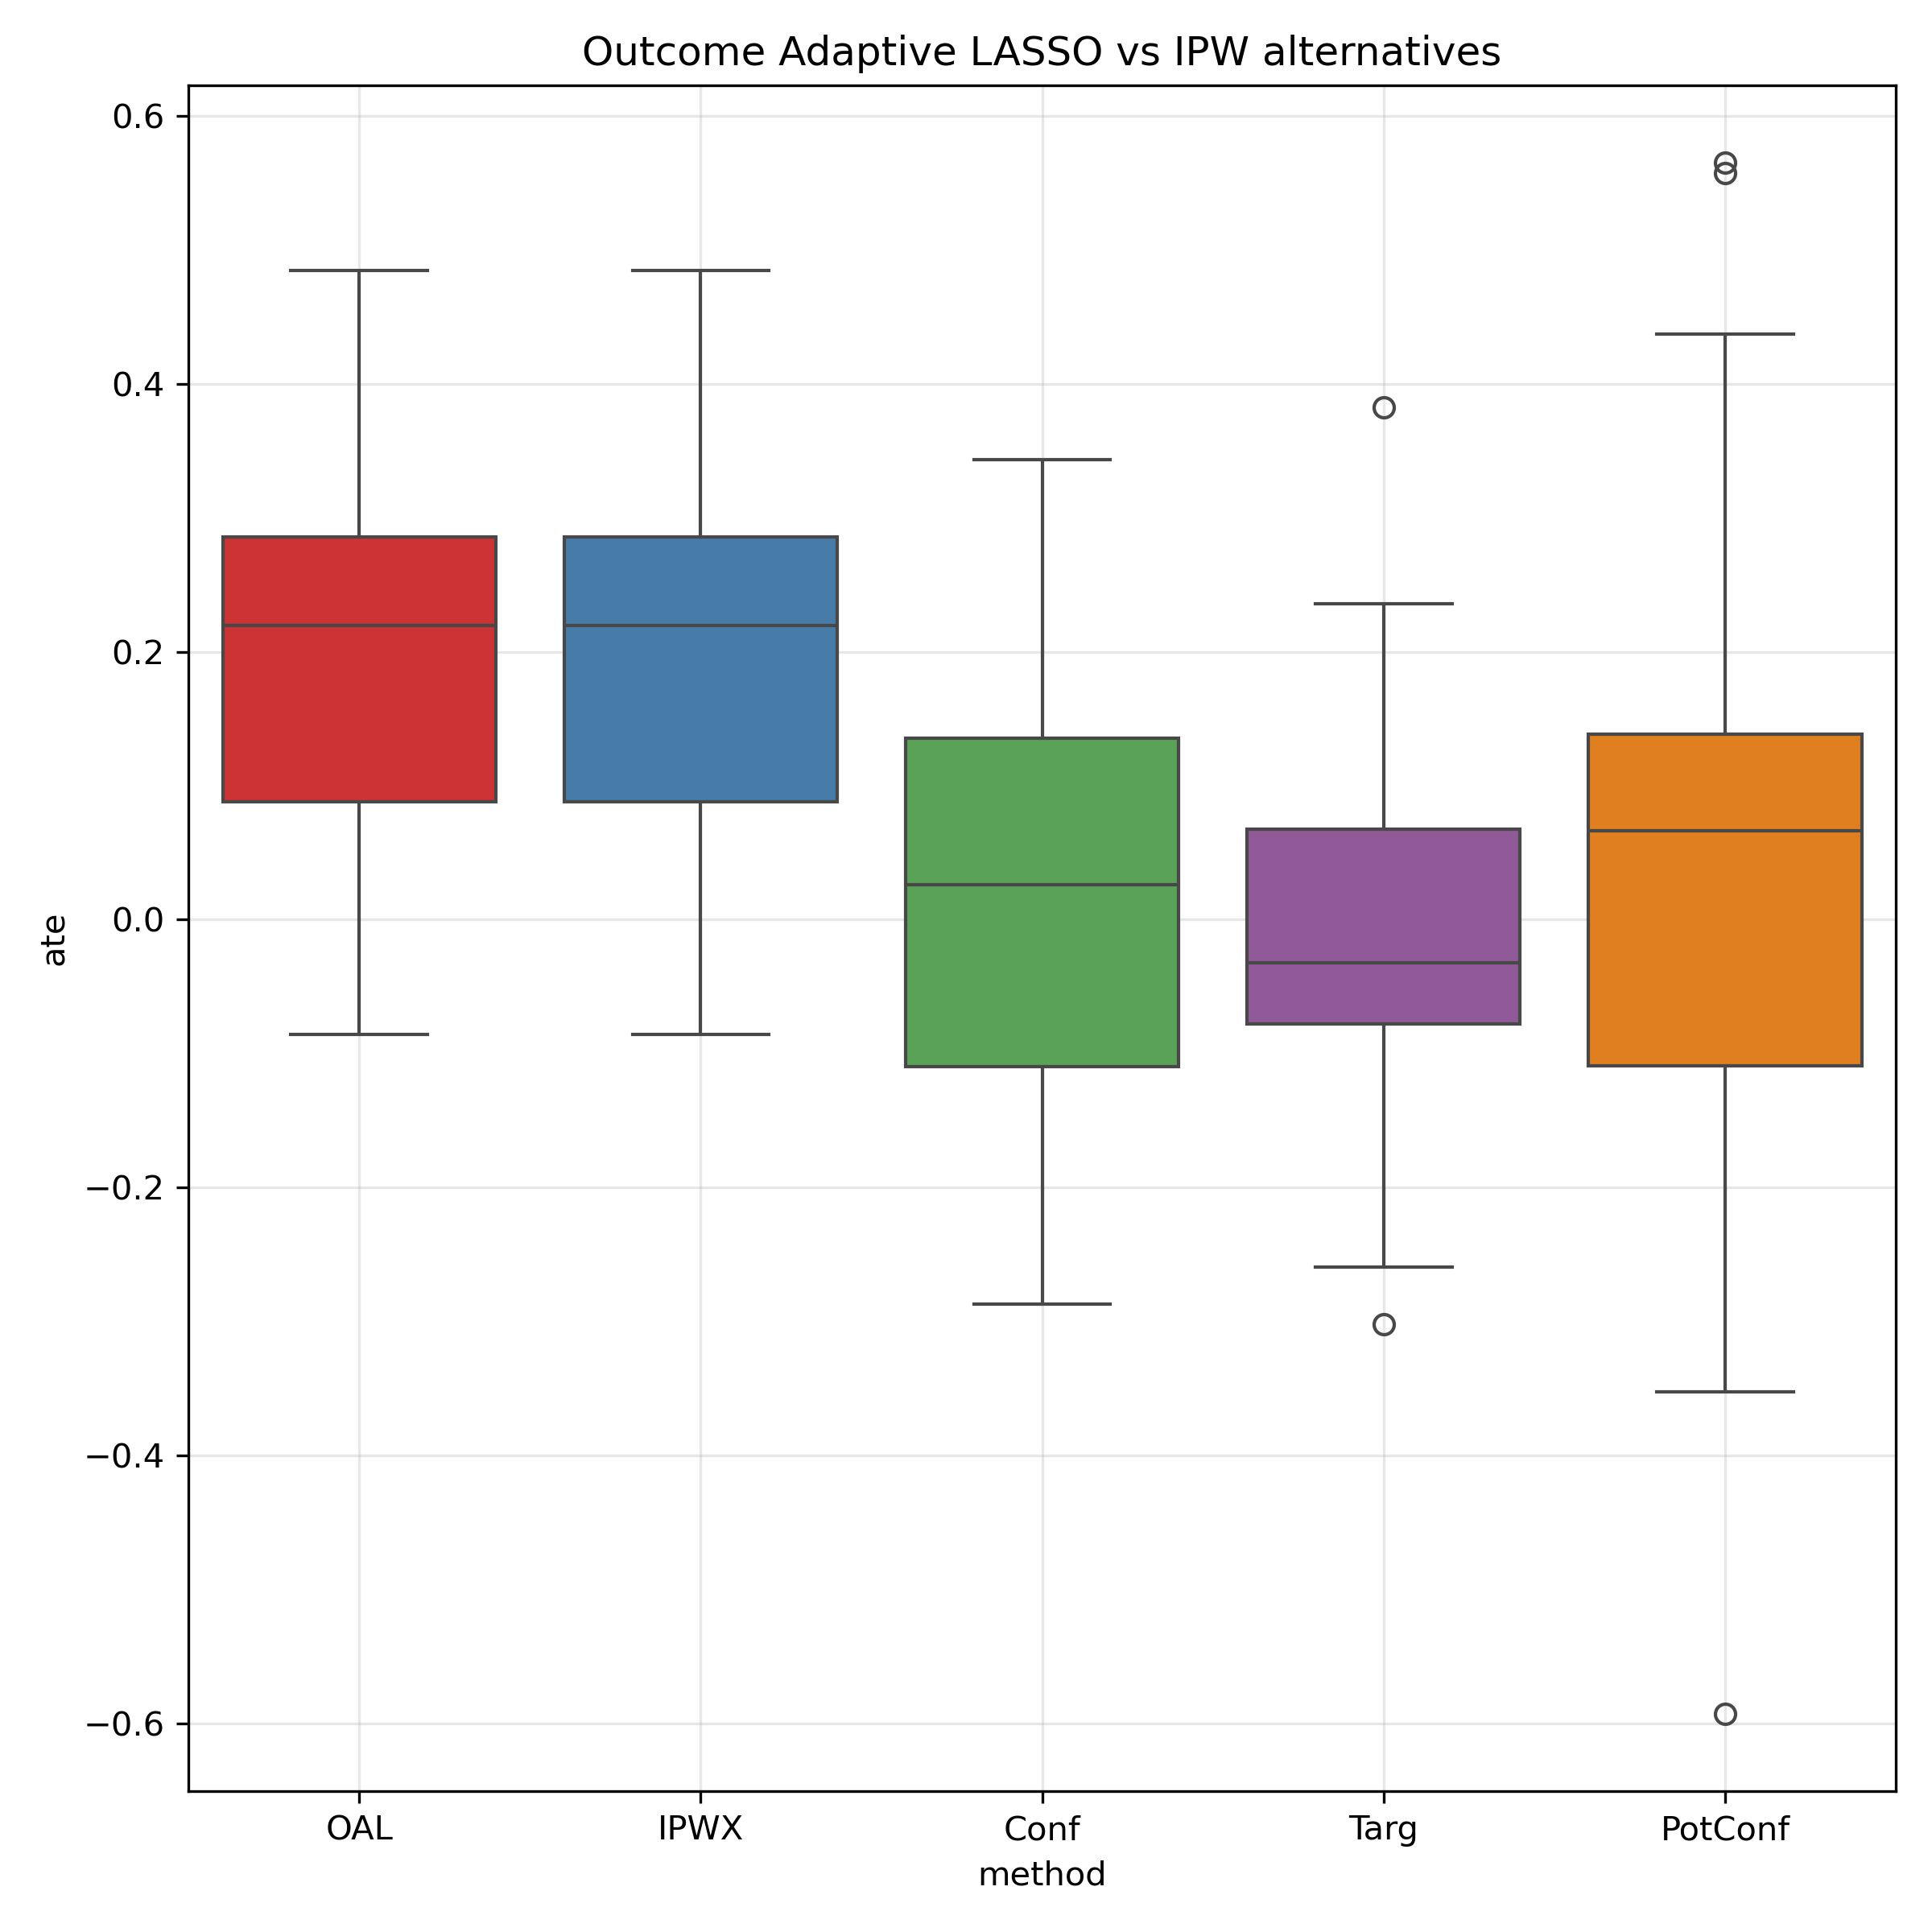 Outcome Adaptive LASSO vs IPW alternatives
0.6
0.4
0.2
0.0
−0.2
−0.4
−0.6
ate
OAL IPWX Conf Targ PotConf
method